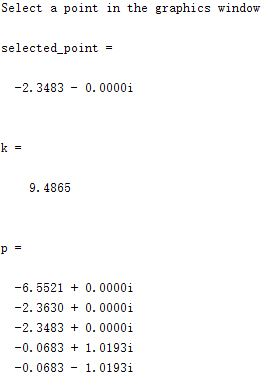 Select a point in the graphics window
selected_point =
-2.3483 - 0.0000i
k =
9.4865
p =
-6.5521 + 0.0000i
-2.3630 + 0.0000i
-2.3483 + 0.0000i
-0.0683 + 1.0193i
-0.0683 - 1.0193i